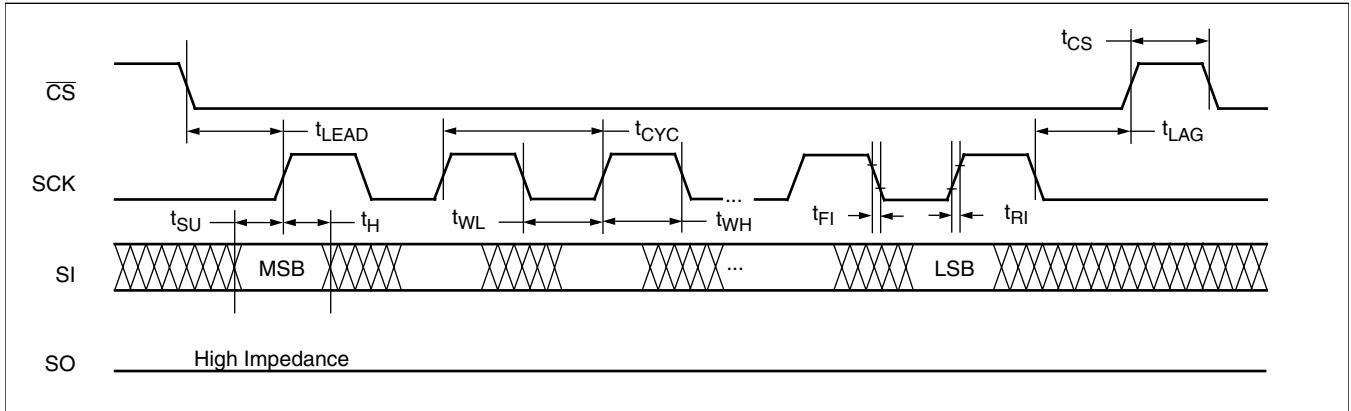 tCS
CS
tLEAD
tCYC
tLAG
SCK
...
tSU
tH
tWL
tWH
tFI
tRI
SI
MSB
...
LSB
SO
High Impedance